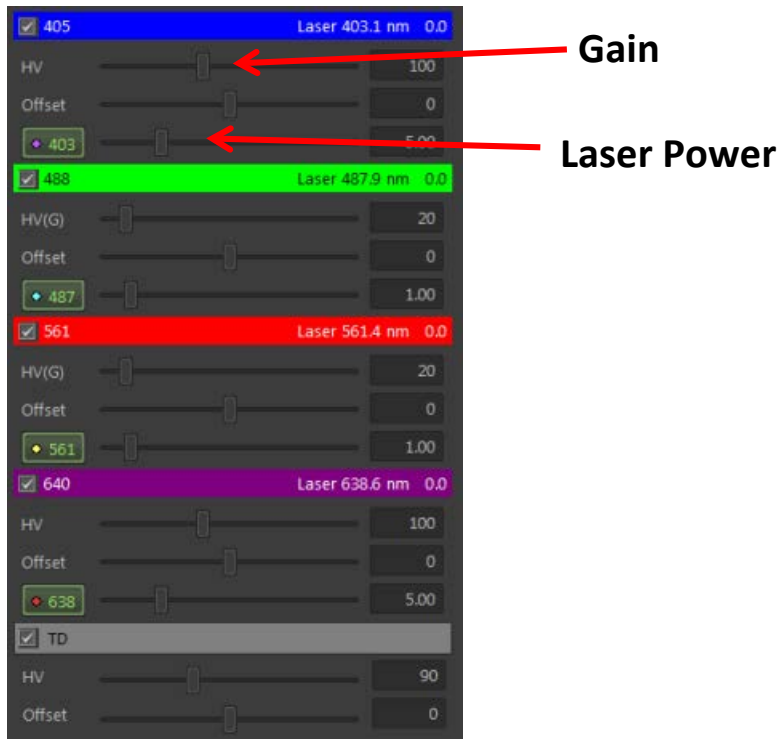 405 Laser 403.1 nm 0.0
Gain
HV 100
Offset 0
403 5.00
Laser Power
488 Laser 487.9 nm 0.0
HV(G) 20
Offset 0
487 1.00
561 Laser 561.4 nm 0.0
HV(G) 20
Offset 0
561 1.00
640 Laser 638.6 nm 0.0
HV 100
Offset 0
638 5.00
TD
HV 90
Offset 0